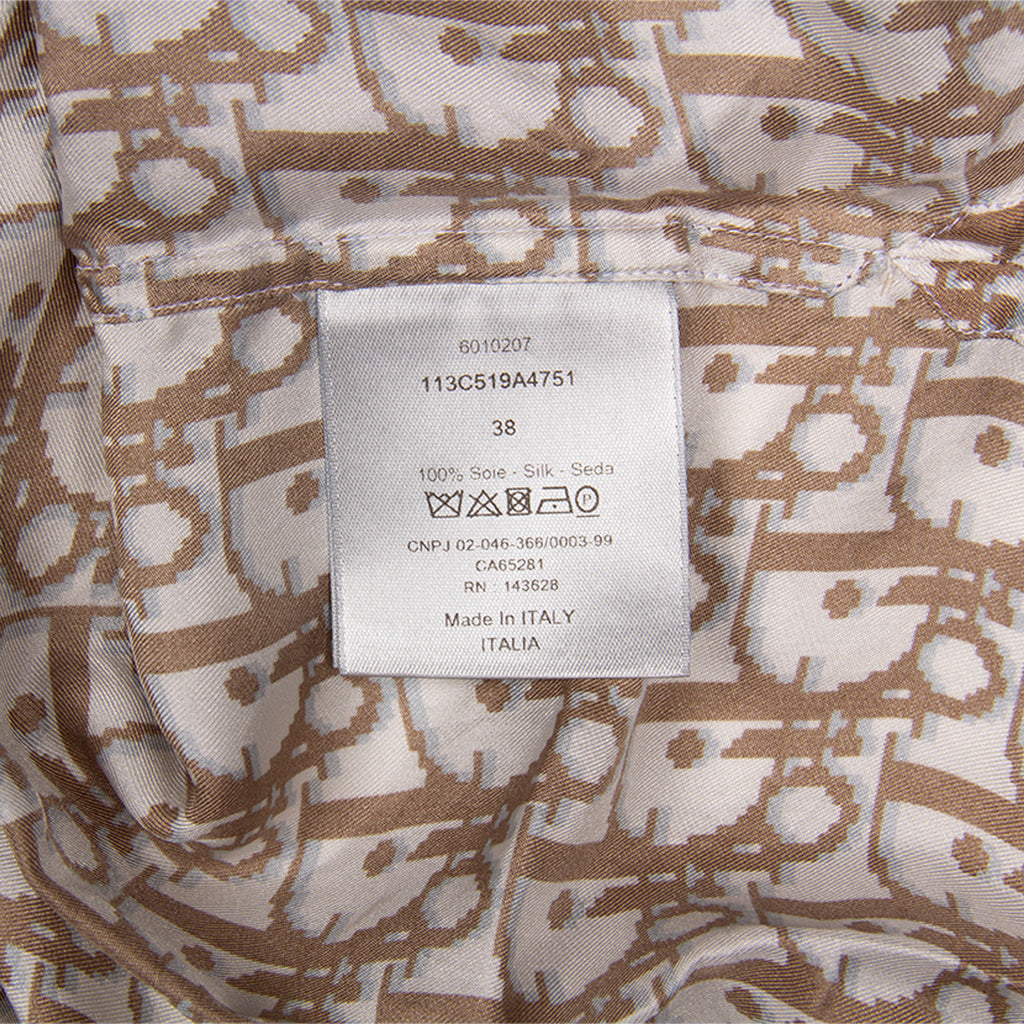 6010207
113C519A4751
38
100% Soie - Silk - Seda
P
CNPJ 02-046-366/0003-99
CA65281
RN : 143628
Made In ITALY
ITALIA